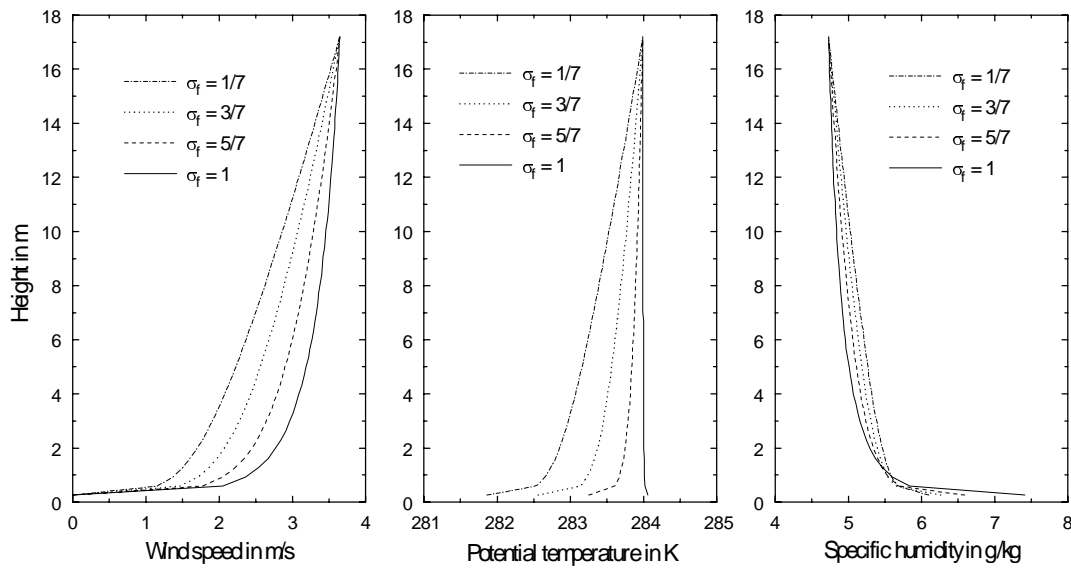 Height in m
18
16
14
12
10
8
6
4
2
0
σf = 1/7
σf = 3/7
σf = 5/7
σf = 1
0 1 2 3 4
Wind speed in m/s
18
16
14
12
10
8
6
4
2
0
σf = 1/7
σf = 3/7
σf = 5/7
σf = 1
281 282 283 284 285
Potential temperature in K
18
16
14
12
10
8
6
4
2
0
σf = 1/7
σf = 3/7
σf = 5/7
σf = 1
4 5 6 7 8
Specific humidity in g/kg